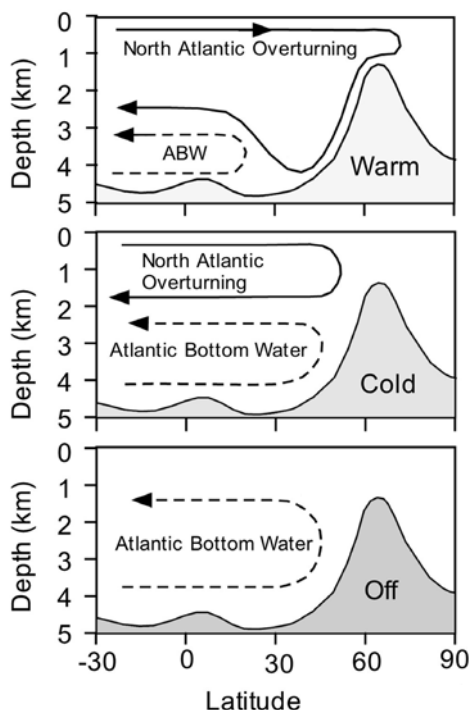 0
1
2
3
4
5
Depth (km)
North Atlantic Overturning
ABW
Warm
0
1
2
3
4
5
Depth (km)
North Atlantic
Overturning
Atlantic Bottom Water
Cold
0
1
2
3
4
5
Depth (km)
Atlantic Bottom Water
Off
-30 0 30 60 90
Latitude